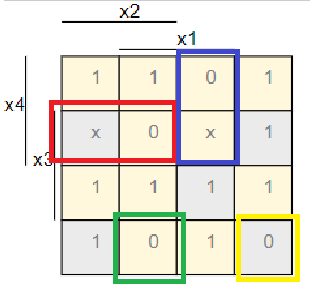 x2
x1
1 1 0 1
x4
x 0 x 1
x3
1 1 1 1
1 0 1 0